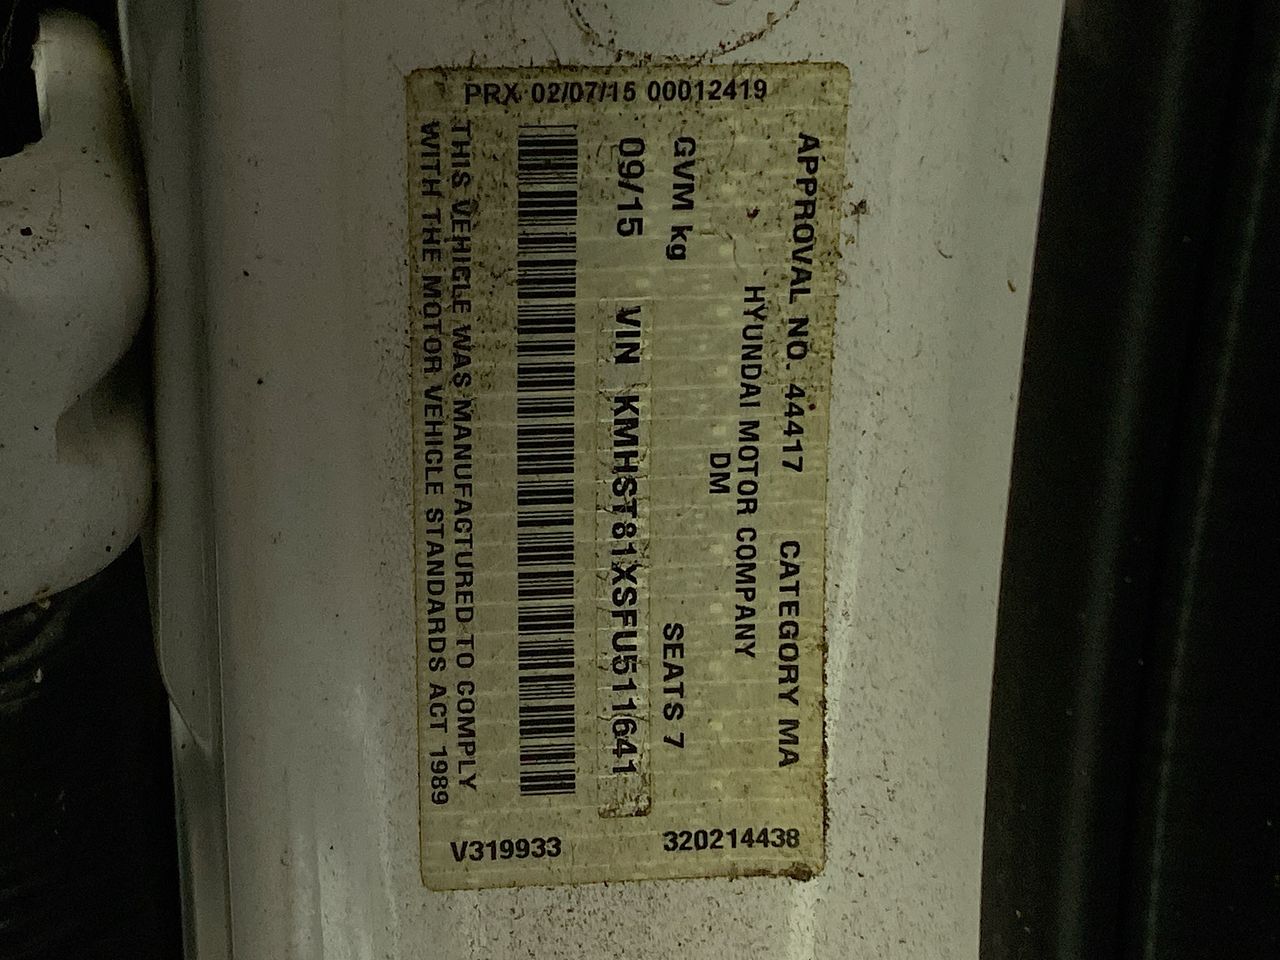 PRX 02/07/15 00012419
APPROVAL NO. 44417 CATEGORY MA
HYUNDAI MOTOR COMPANY
DM
GVM kg SEATS 7
09/15 VIN KMHST81XSFU511641
THIS VEHICLE WAS MANUFACTURED TO COMPLY
WITH THE MOTOR VEHICLE STANDARDS ACT 1989
V319933 320214438